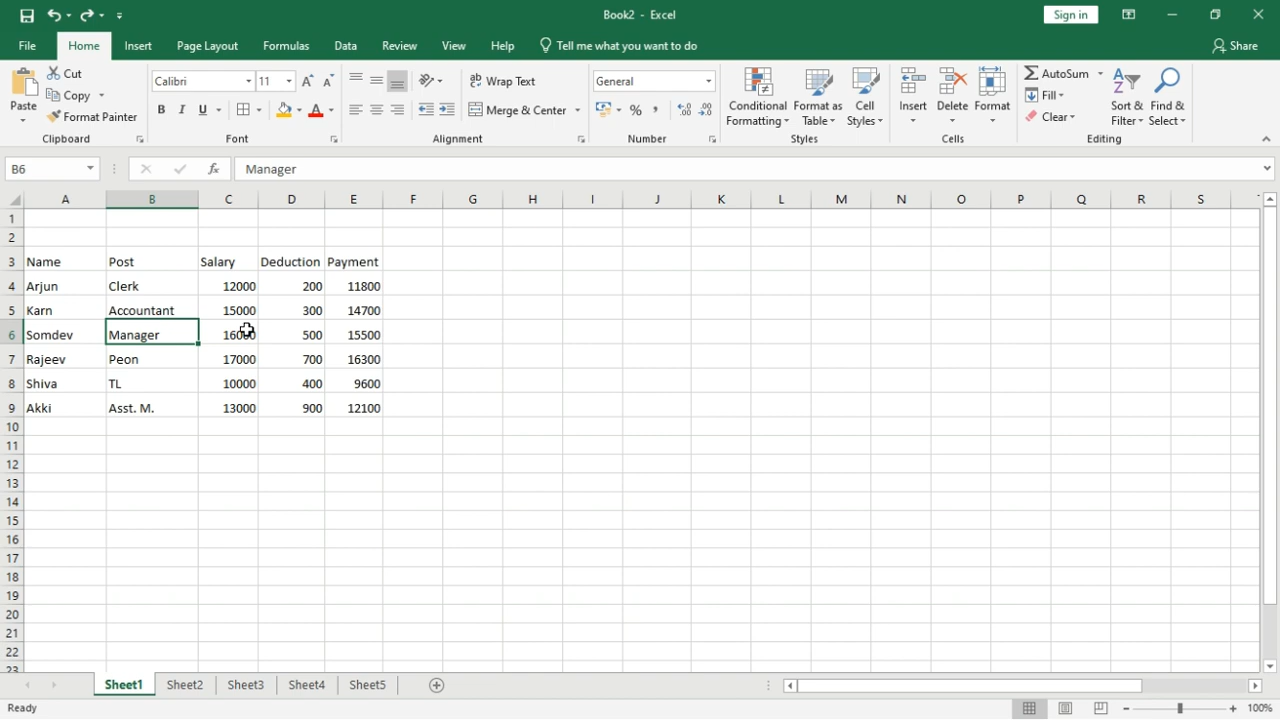 Book2 - Excel
Sign in
File Home Insert Page Layout Formulas Data Review View Help Tell me what you want to do Share
Paste Cut Copy Format Painter Clipboard
Calibri 11 A A B I U A Font
Wrap Text Merge & Center Alignment
General % , Number
Conditional Formatting Format as Table Cell Styles Styles
Insert Delete Format Cells
AutoSum Fill Clear Sort & Filter Find & Select Editing
B6 fx Manager
A B C D E F G H I J K L M N O P Q R S
1
2
3 Name Post Salary Deduction Payment
4 Arjun Clerk 12000 200 11800
5 Karn Accountant 15000 300 14700
6 Somdev Manager 16000 500 15500
7 Rajeev Peon 17000 700 16300
8 Shiva TL 10000 400 9600
9 Akki Asst. M. 13000 900 12100
10
11
12
13
14
15
16
17
18
19
20
21
22
23
Sheet1 Sheet2 Sheet3 Sheet4 Sheet5
Ready 100%